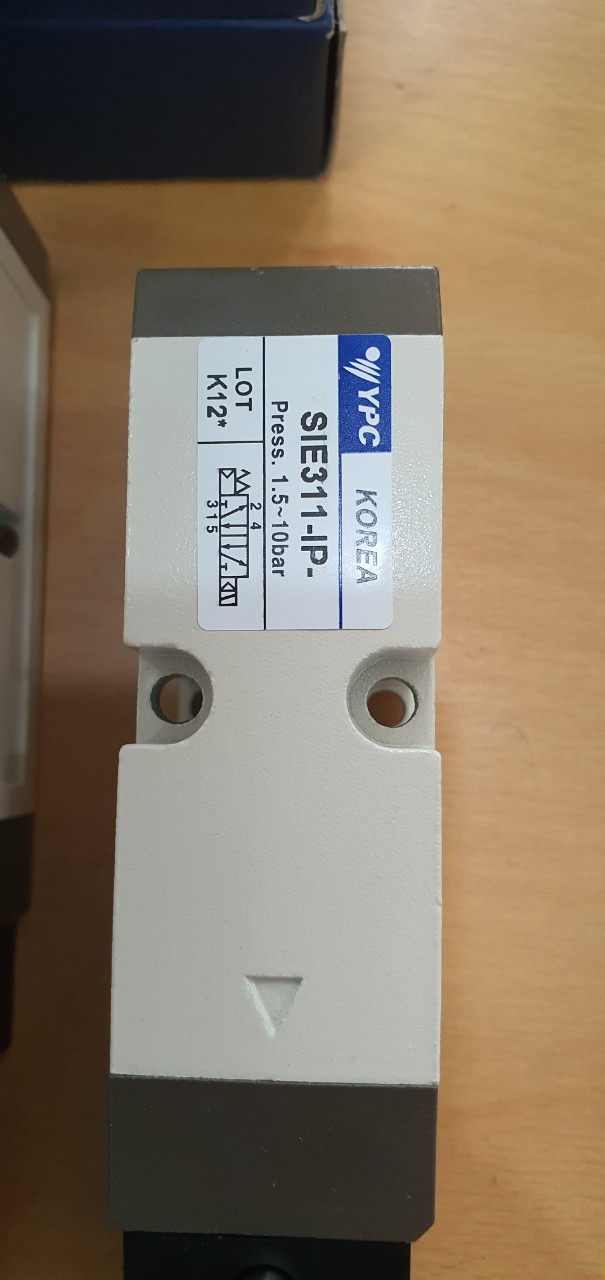 YPC KOREA
SIE311-IP-
Press. 1.5~10bar
LOT
K12*
2 4
3 1 5